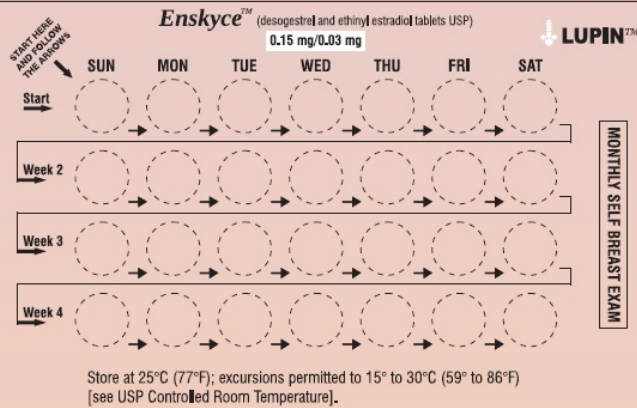 Enskyce™ (desogestrel and ethinyl estradiol tablets USP)
0.15 mg/0.03 mg
LUPIN™
START HERE
AND FOLLOW
THE ARROWS
SUN MON TUE WED THU FRI SAT
Start
Week 2
Week 3
Week 4
MONTHLY SELF BREAST EXAM
Store at 25°C (77°F); excursions permitted to 15° to 30°C (59° to 86°F)
[see USP Controlled Room Temperature].